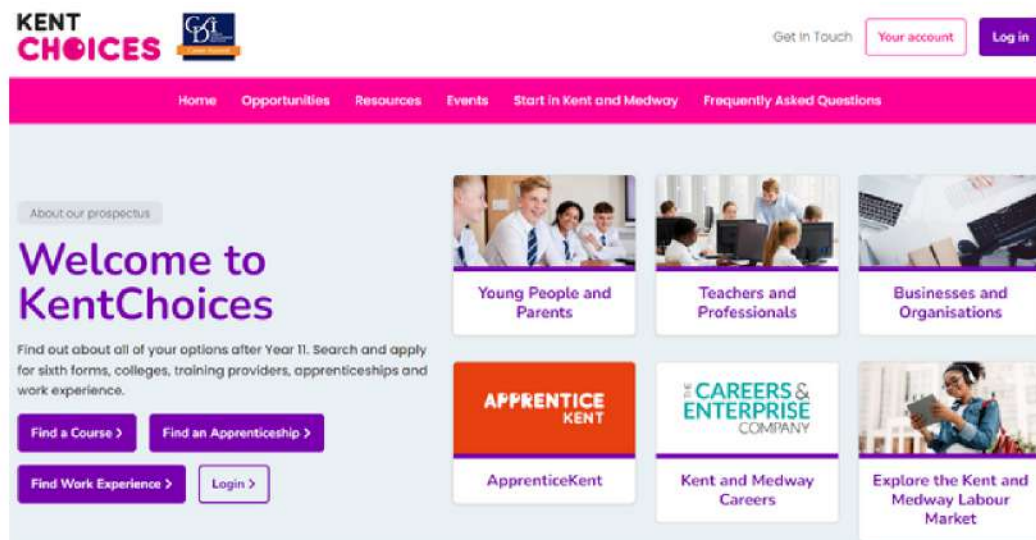 KENT
CHOICES
CDI
Get In Touch
Your account
Log in
Home
Opportunities
Resources
Events
Start in Kent and Medway
Frequently Asked Questions
About our prospectus
Welcome to
KentChoices
Find out about all of your options after Year 11. Search and apply
for sixth forms, colleges, training providers, apprenticeships and
work experience.
Find a Course >
Find an Apprenticeship >
Find Work Experience >
Login >
Young People and
Parents
Teachers and
Professionals
Businesses and
Organisations
APPRENTICE
KENT
ApprenticeKent
THE
CAREERS &
ENTERPRISE
COMPANY
Kent and Medway
Careers
Explore the Kent and
Medway Labour
Market